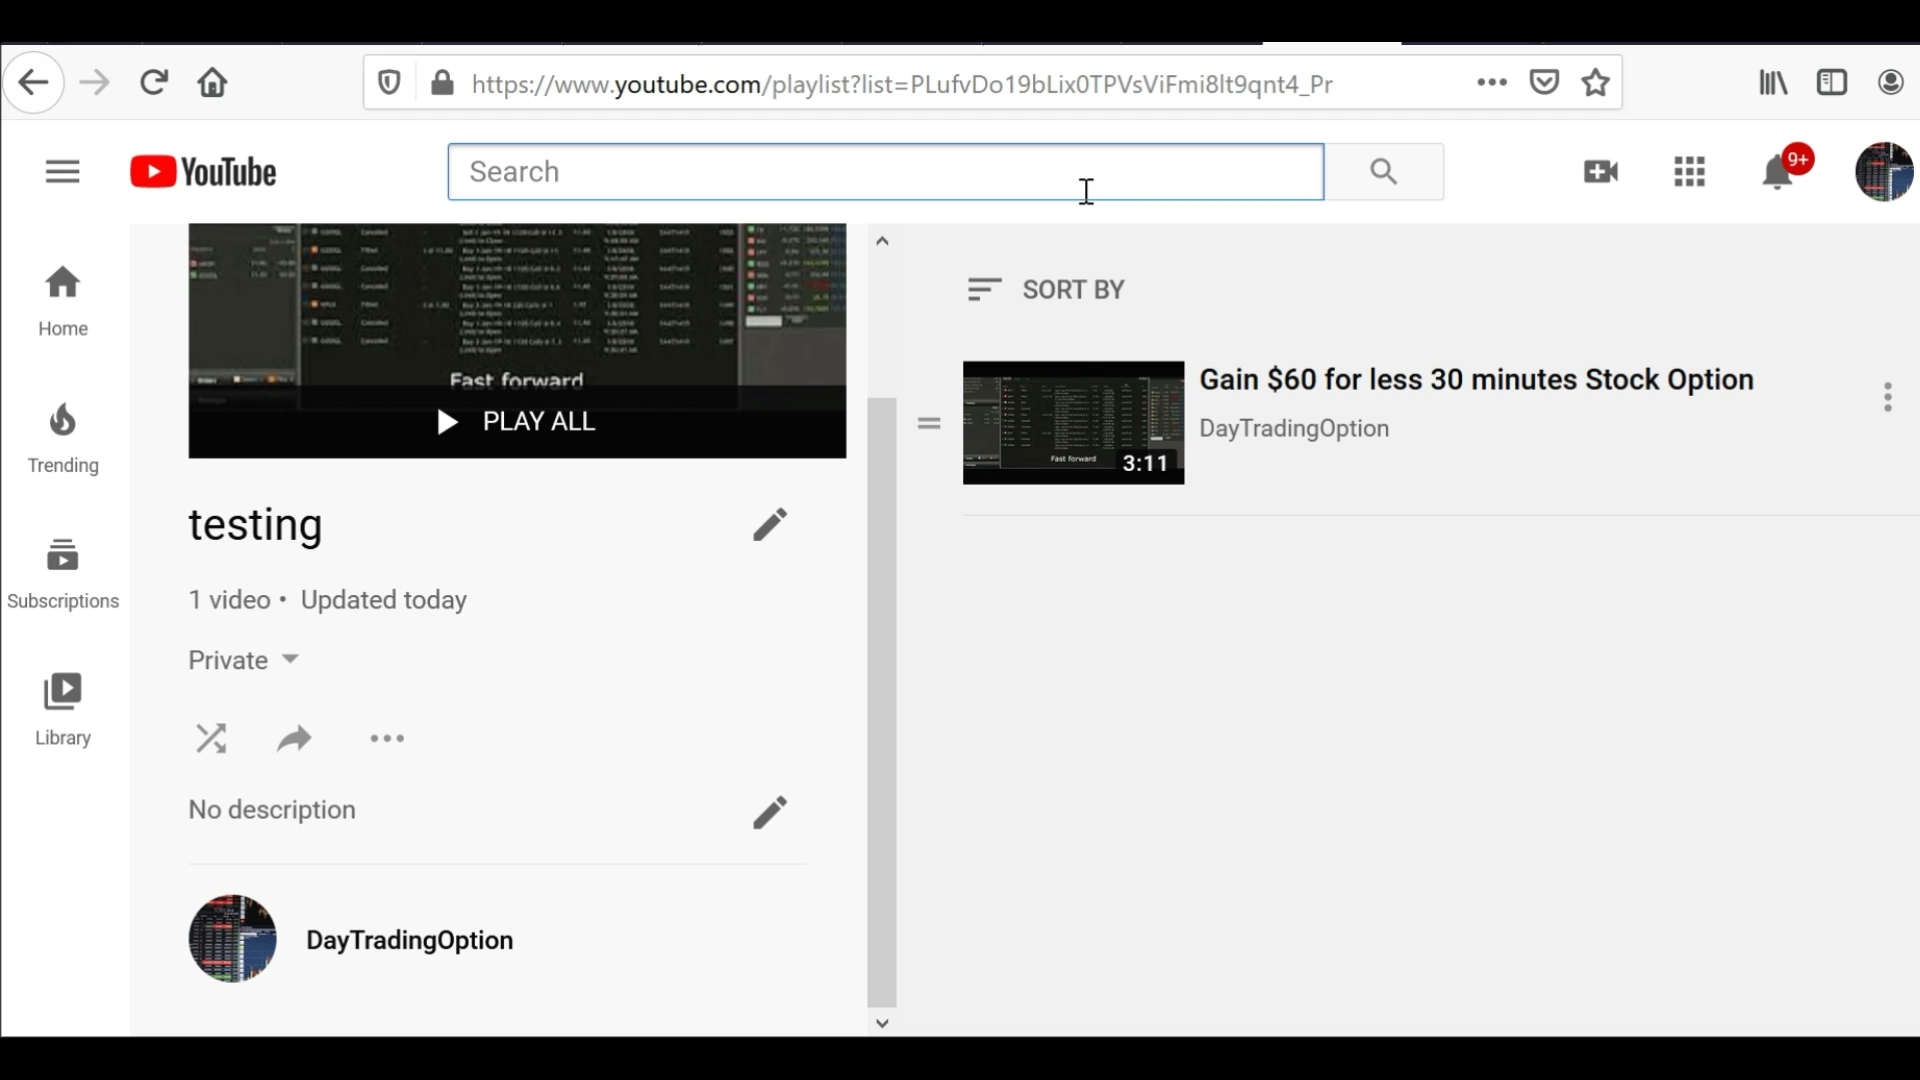 https://www.youtube.com/playlist?list=PLufvDo19bLix0TPVsViFmi8lt9qnt4_Pr
YouTube
Search
9+
Home
Trending
Subscriptions
Library
Fast forward
PLAY ALL
testing
1 video • Updated today
Private
No description
DayTradingOption
SORT BY
Gain $60 for less 30 minutes Stock Option
DayTradingOption
Fast forward
3:11